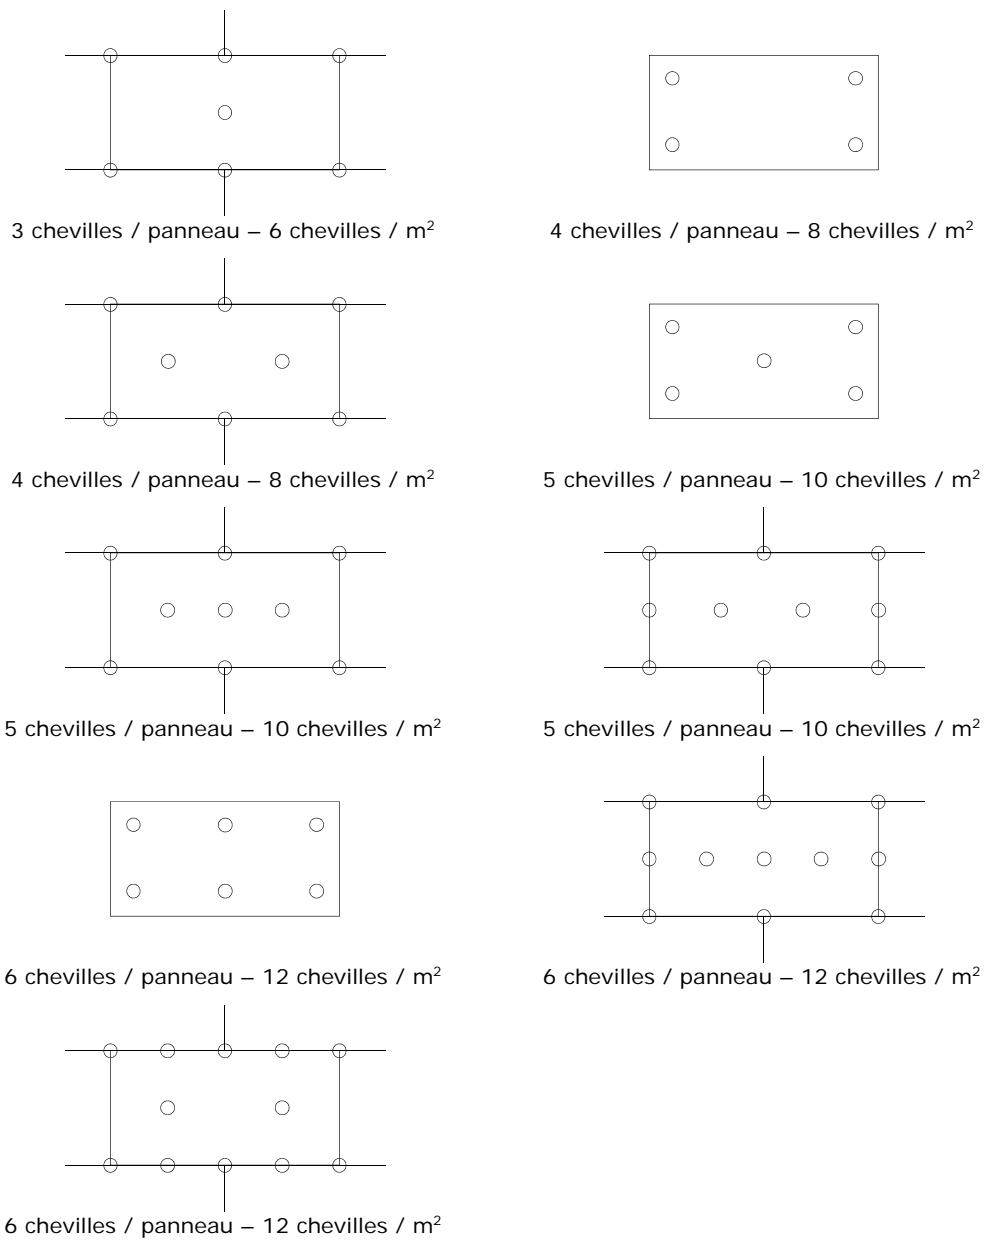 3 chevilles / panneau – 6 chevilles / m²
4 chevilles / panneau – 8 chevilles / m²
4 chevilles / panneau – 8 chevilles / m²
5 chevilles / panneau – 10 chevilles / m²
5 chevilles / panneau – 10 chevilles / m²
5 chevilles / panneau – 10 chevilles / m²
6 chevilles / panneau – 12 chevilles / m²
6 chevilles / panneau – 12 chevilles / m²
6 chevilles / panneau – 12 chevilles / m²